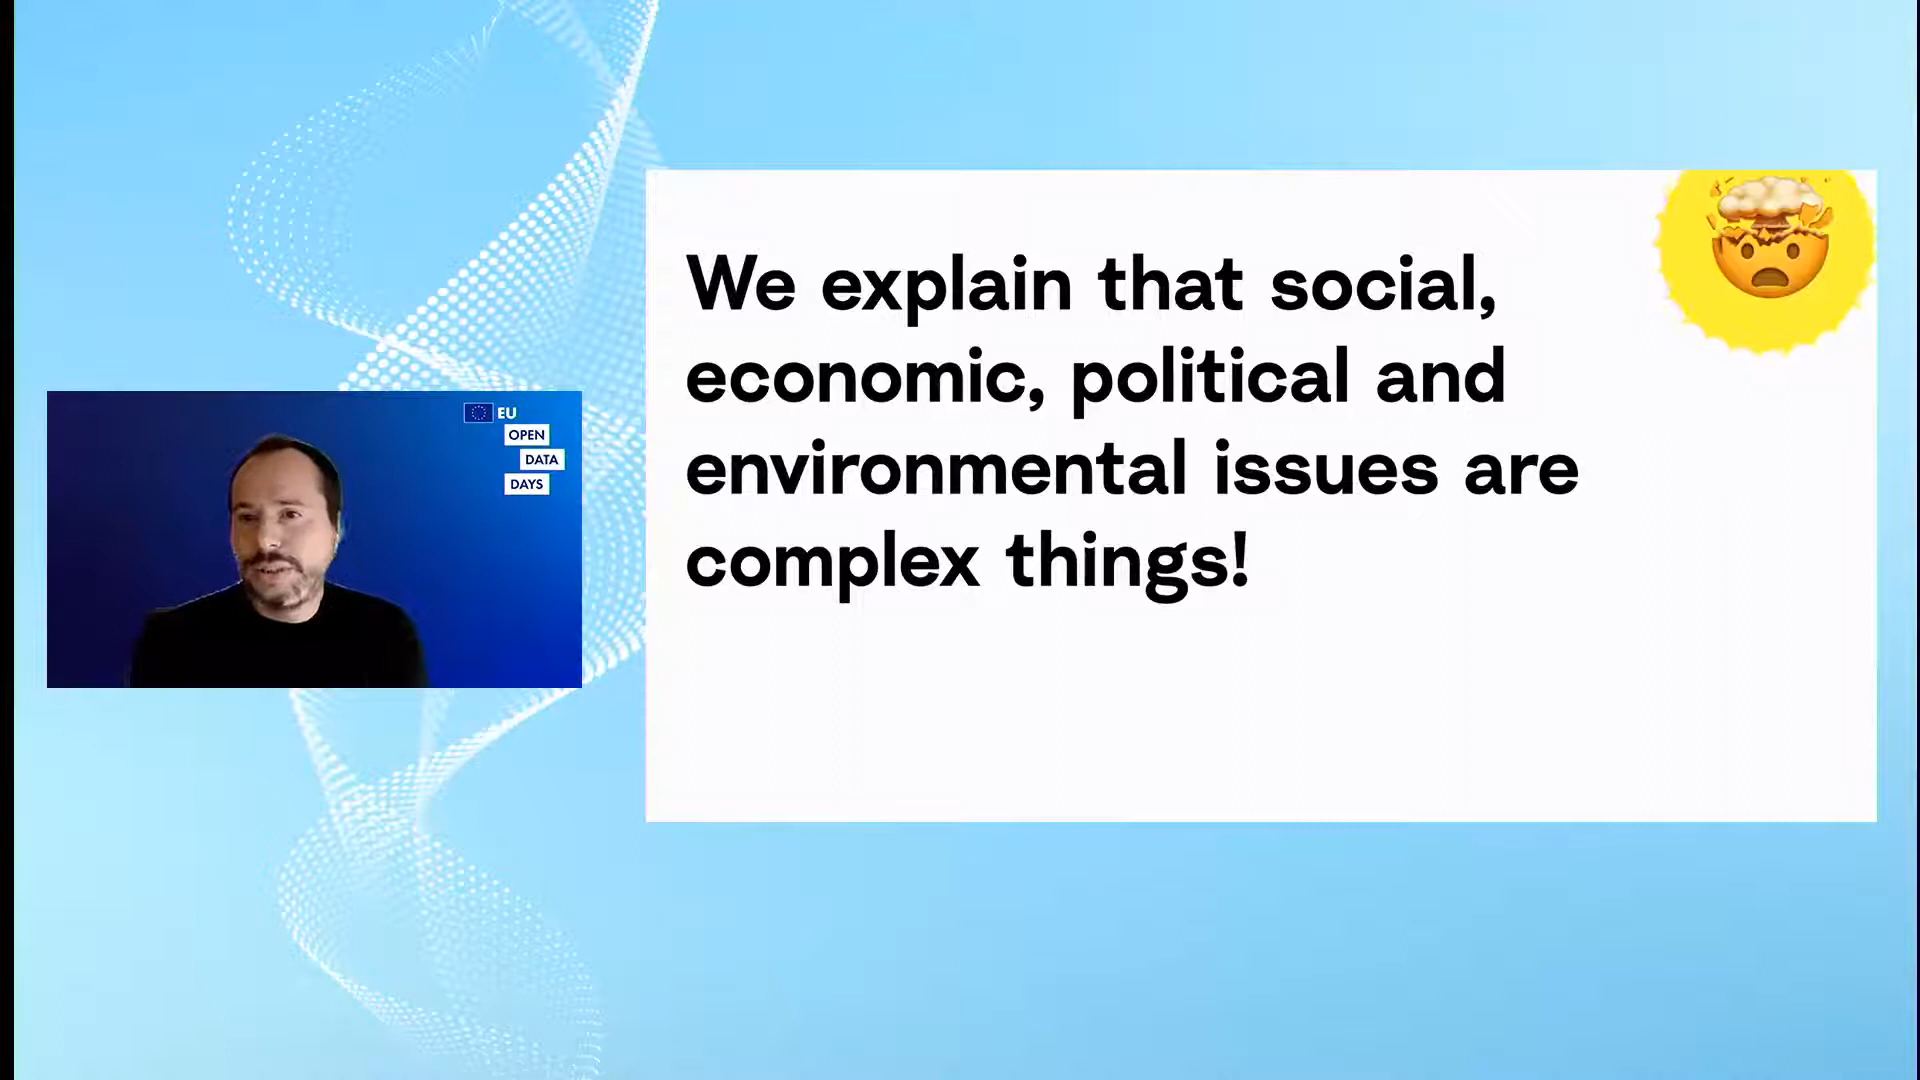 EU
OPEN
DATA
DAYS
We explain that social,
economic, political and
environmental issues are
complex things!